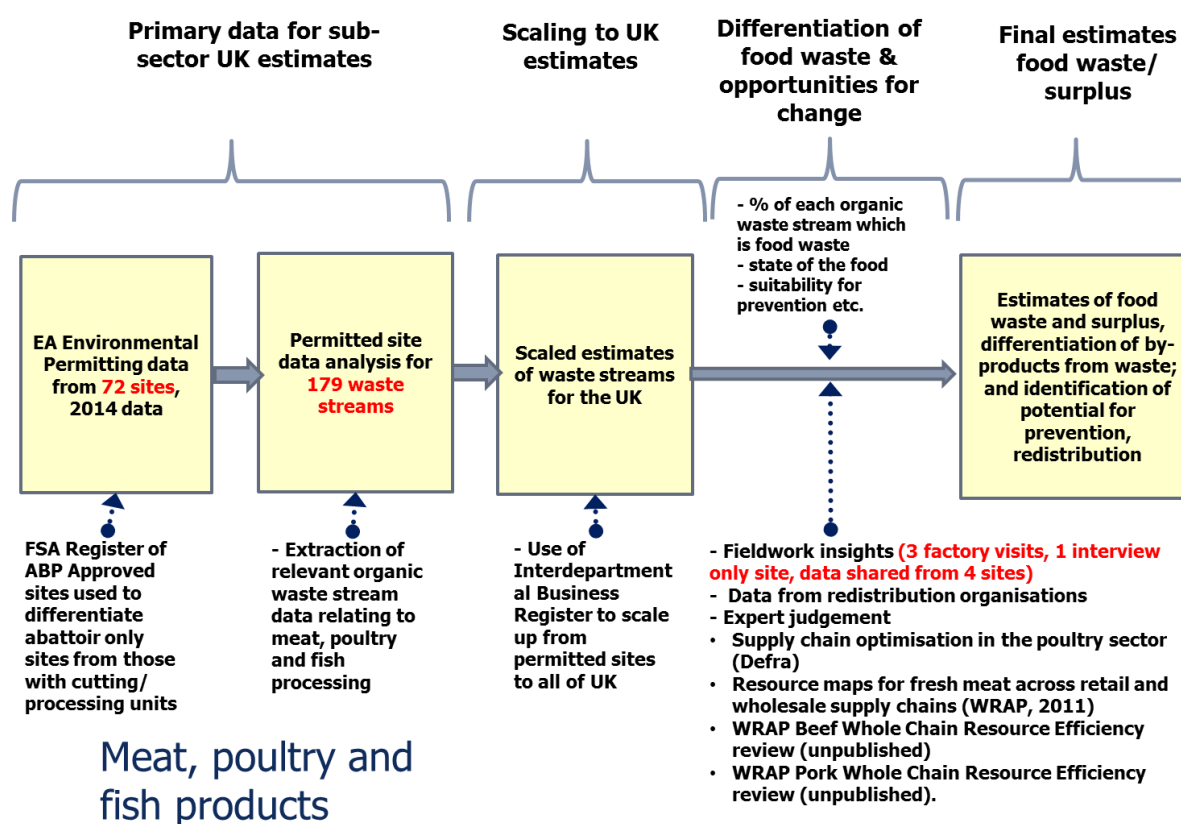 Primary data for sub-
sector UK estimates
Scaling to UK
estimates
Differentiation of
food waste &
opportunities for
change
Final estimates
food waste/
surplus
- % of each organic
waste stream which
is food waste
- state of the food
- suitability for
prevention etc.
EA Environmental
Permitting data
from 72 sites,
2014 data
Permitted site
data analysis for
179 waste
streams
Scaled estimates
of waste streams
for the UK
Estimates of food
waste and surplus,
differentiation of by-
products from waste;
and identification of
potential for
prevention,
redistribution
FSA Register of
ABP Approved
sites used to
differentiate
abattoir only
sites from those
with cutting/
processing units
- Extraction of
relevant organic
waste stream
data relating to
meat, poultry
and fish
processing
- Use of
Interdepartment
al Business
Register to scale
up from
permitted sites
to all of UK
- Fieldwork insights (3 factory visits, 1 interview
only site, data shared from 4 sites)
- Data from redistribution organisations
- Expert judgement
• Supply chain optimisation in the poultry sector
(Defra)
• Resource maps for fresh meat across retail and
wholesale supply chains (WRAP, 2011)
• WRAP Beef Whole Chain Resource Efficiency
review (unpublished)
• WRAP Pork Whole Chain Resource Efficiency
review (unpublished).
Meat, poultry and
fish products